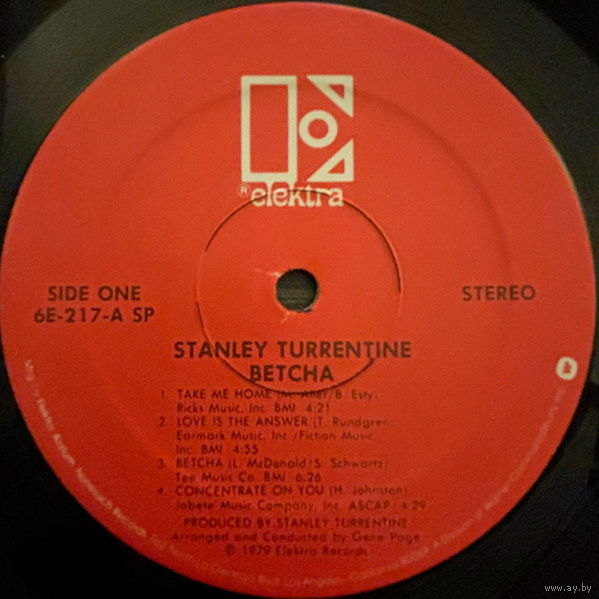 ® elektra
SIDE ONE
6E-217-A SP
STEREO
STANLEY TURRENTINE
BETCHA
1. TAKE ME HOME (M. Aller/B. Esty)
Ricks Music, Inc. BMI 4:21
2. LOVE IS THE ANSWER (T. Rundgren)
Earmark Music, Inc./Fiction Music,
Inc. BMI 4:55
3. BETCHA (L. McDonald/S. Schwartz)
Tee Music Co. BMI 6:26
4. CONCENTRATE ON YOU (H. Johnston)
Jobete Music Company, Inc. ASCAP 4:29
PRODUCED BY STANLEY TURRENTINE
Arranged and Conducted by Gene Page
℗ 1979 Elektra Records
www.ay.by